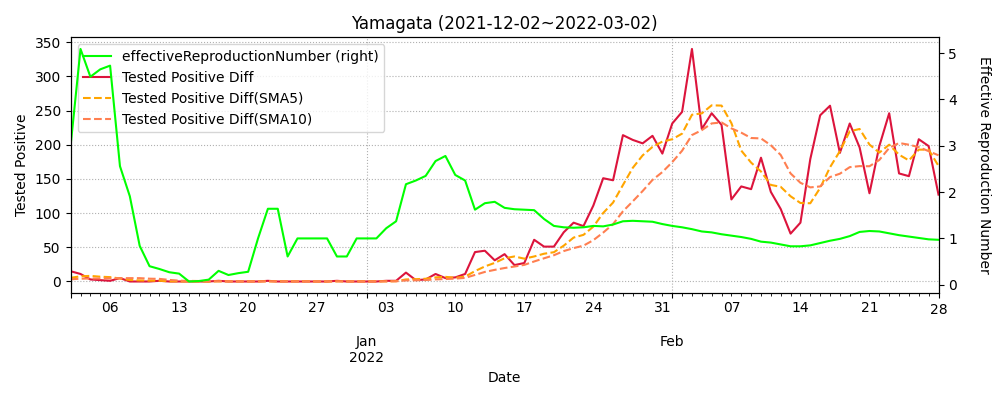 Yamagata (2021-12-02~2022-03-02)
effectiveReproductionNumber (right)
Tested Positive Diff
Tested Positive Diff(SMA5)
Tested Positive Diff(SMA10)
Tested Positive
350
300
250
200
150
100
50
0
Effective Reproduction Number
5
4
3
2
1
0
06 13 20 27 03 10 17 24 31 07 14 21 28
Jan Feb
2022
Date